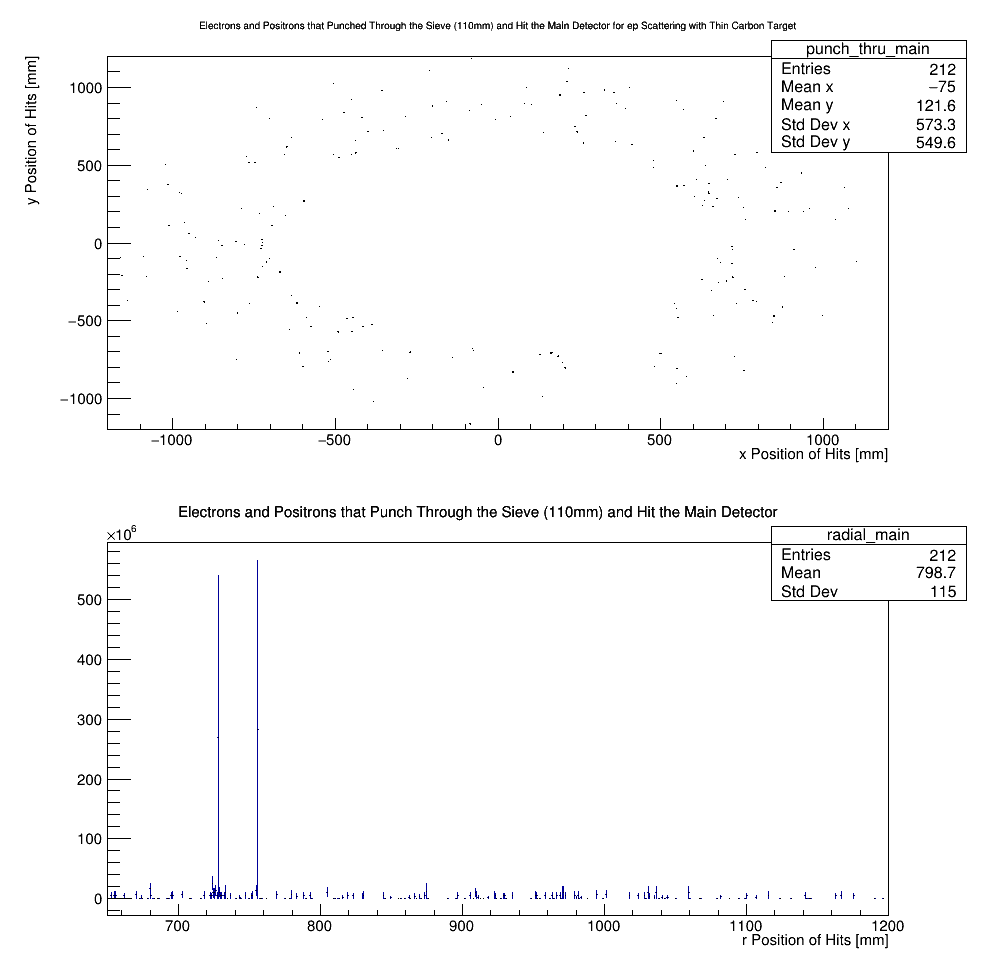 Electrons and Positrons that Punched Through the Sieve (110mm) and Hit the Main Detector for ep Scattering with Thin Carbon Target
punch_thru_main
Entries 212
Mean x −75
Mean y 121.6
Std Dev x 573.3
Std Dev y 549.6
y Position of Hits [mm]
1000
500
0
−500
−1000
−1000 −500 0 500 1000
x Position of Hits [mm]
Electrons and Positrons that Punch Through the Sieve (110mm) and Hit the Main Detector
×10⁶
radial_main
Entries 212
Mean 798.7
Std Dev 115
500
400
300
200
100
0
700 800 900 1000 1100 1200
r Position of Hits [mm]